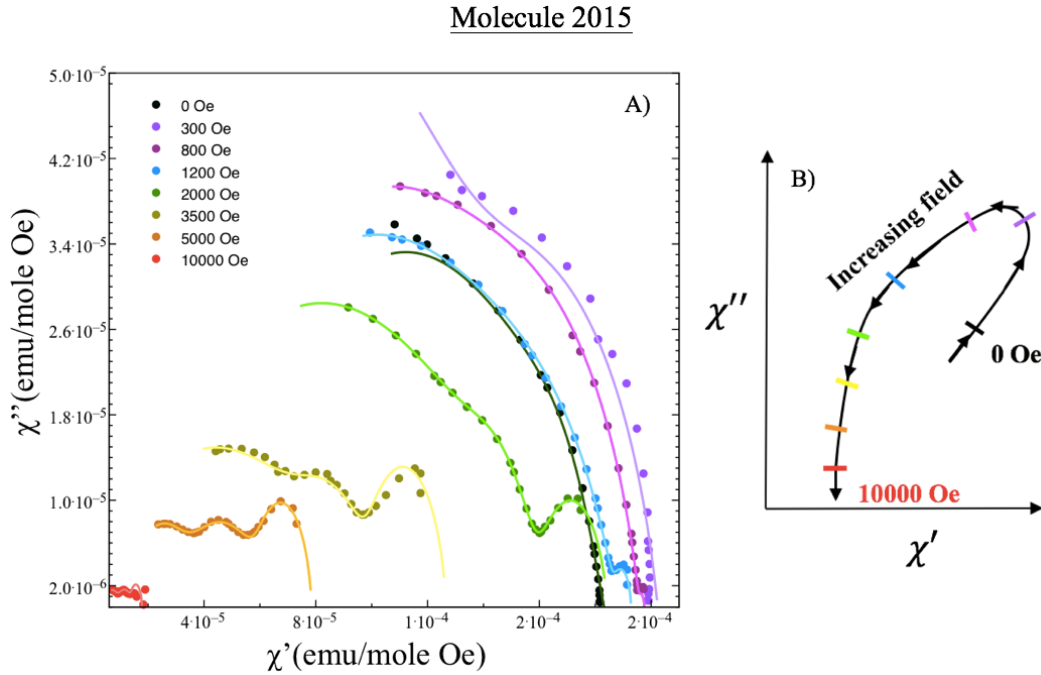 Molecule 2015
A)
5.0·10⁻⁵
4.2·10⁻⁵
3.4·10⁻⁵
2.6·10⁻⁵
1.8·10⁻⁵
1.0·10⁻⁵
2.0·10⁻⁶
χ''(emu/mole Oe)
0 Oe
300 Oe
800 Oe
1200 Oe
2000 Oe
3500 Oe
5000 Oe
10000 Oe
4·10⁻⁵
8·10⁻⁵
1·10⁻⁴
2·10⁻⁴
2·10⁻⁴
χ'(emu/mole Oe)
B)
Increasing field
χ''
0 Oe
10000 Oe
χ'